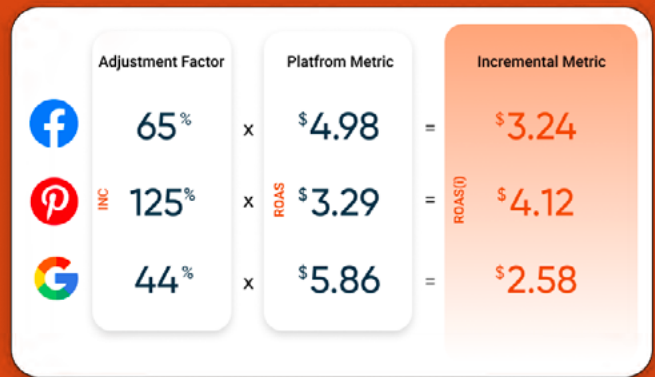 Adjustment Factor Platfrom Metric Incremental Metric
65% x $4.98 = $3.24
INC 125% x ROAS $3.29 = ROAS(i) $4.12
44% x $5.86 = $2.58